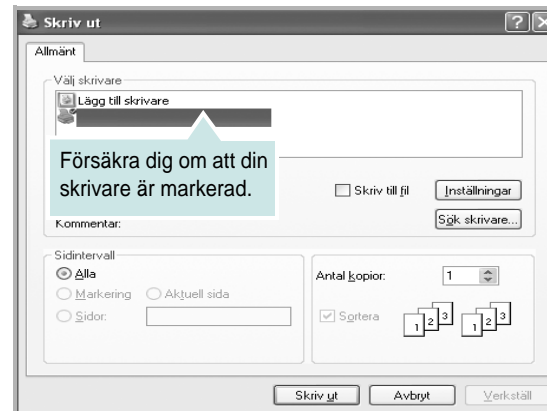 Skriv ut
Allmänt
Välj skrivare
Lägg till skrivare
Försäkra dig om att din
skrivare är markerad.
Skriv till fil
Inställningar
Kommentar:
Sök skrivare...
Sidintervall
Alla
Markering
Aktuell sida
Sidor:
Antal kopior:
1
Sortera
1 2 3 1 2 3
Skriv ut
Avbryt
Verkställ